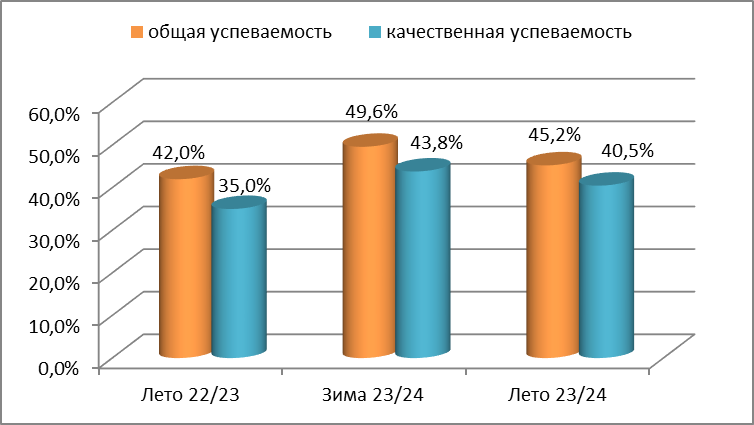 общая успеваемость
качественная успеваемость
60,0%
50,0%
40,0%
30,0%
20,0%
10,0%
0,0%
42,0%
35,0%
49,6%
43,8%
45,2%
40,5%
Лето 22/23
Зима 23/24
Лето 23/24